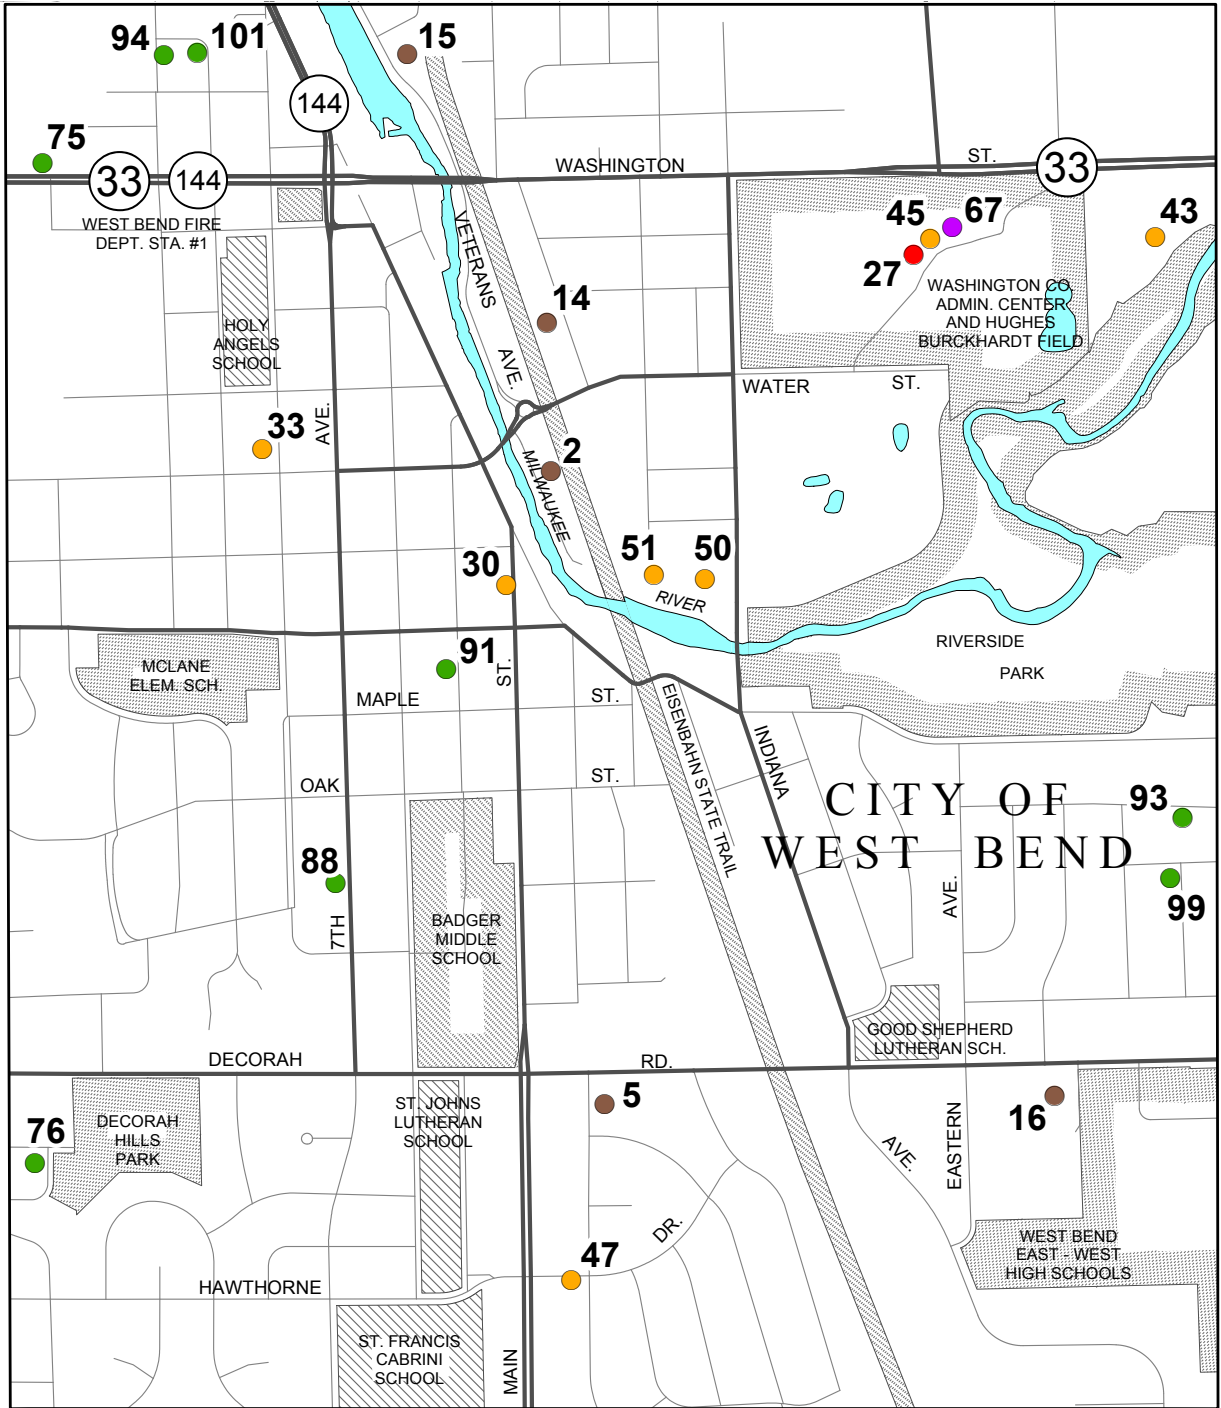 94
101
15
144
75
33
144
WASHINGTON
ST.
33
WEST BEND FIRE
DEPT. STA. #1
VETERANS
AVE.
45
67
43
27
WASHINGTON CO.
ADMIN. CENTER
AND HUGHES
BURCKHARDT FIELD
14
HOLY
ANGELS
SCHOOL
WATER
ST.
33
AVE.
2
MILWAUKEE
RIVER
30
51
50
91
ST.
MCLANE
ELEM. SCH.
MAPLE
ST.
RIVERSIDE
PARK
EISENBAHN STATE TRAIL
INDIANA
OAK
ST.
CITY OF
WEST BEND
93
88
99
AVE.
7TH
BADGER
MIDDLE
SCHOOL
GOOD SHEPHERD
LUTHERAN SCH.
DECORAH
RD.
76
DECORAH
HILLS
PARK
ST. JOHNS
LUTHERAN
SCHOOL
5
16
AVE.
EASTERN
DR.
47
WEST BEND
EAST - WEST
HIGH SCHOOLS
HAWTHORNE
ST. FRANCIS
CABRINI
SCHOOL
MAIN